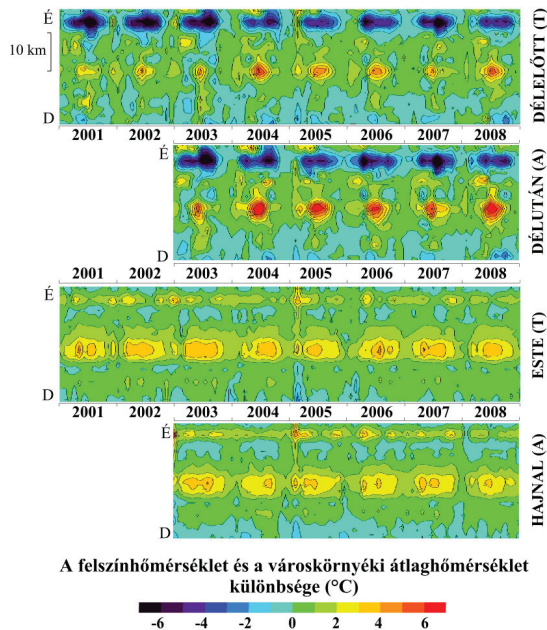 É
10 km
D
DÉLELŐTT (T)
2001 2002 2003 2004 2005 2006 2007 2008
É
D
DÉLUTÁN (A)
2001 2002 2003 2004 2005 2006 2007 2008
É
D
ESTE (T)
2001 2002 2003 2004 2005 2006 2007 2008
É
D
HAJNAL (A)
A felszínhőmérséklet és a városkörnyéki átlaghőmérséklet
különbsége (°C)
-6 -4 -2 0 2 4 6